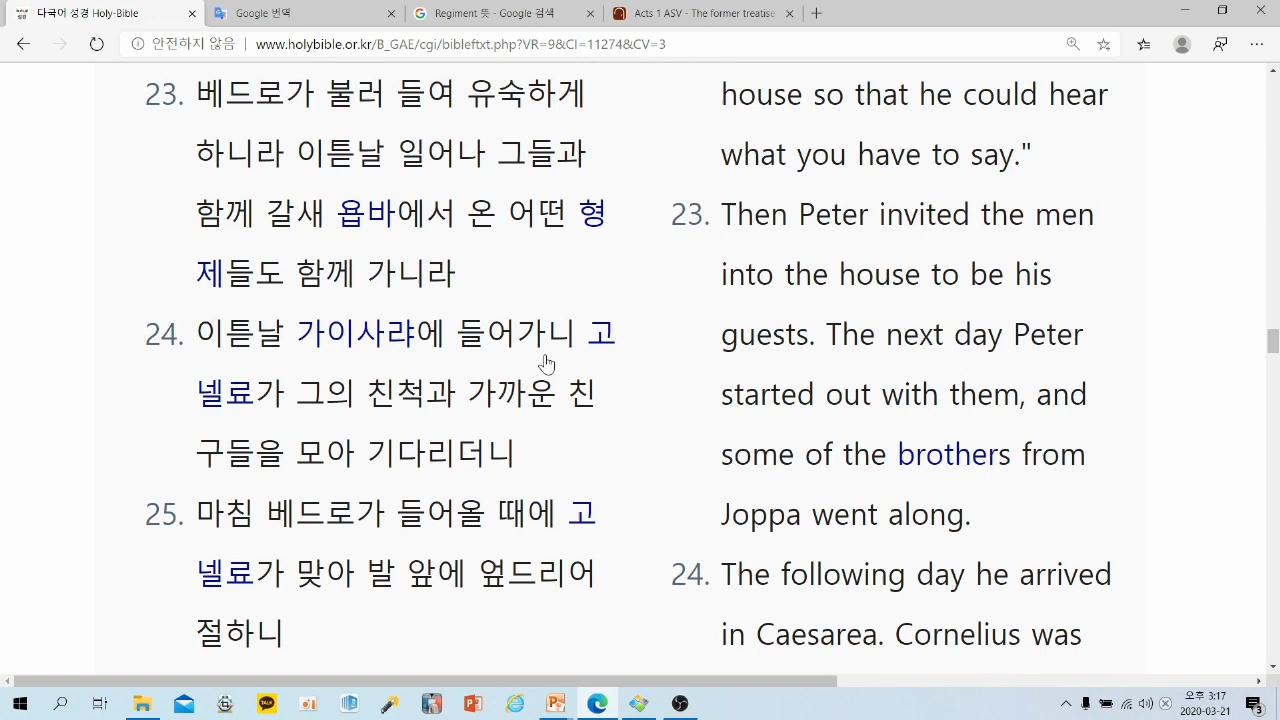 다국어 성경 Holy-Bible
Google 번역
Regiment 뜻 - Google 검색
Acts 1 ASV - The former treatise
안전하지 않음
www.holybible.or.kr/B_GAE/cgi/bibleftxt.php?VR=9&CI=11274&CV=3
23. 베드로가 불러 들여 유숙하게
하니라 이튿날 일어나 그들과
함께 갈새 욥바에서 온 어떤 형
제들도 함께 가니라
24. 이튿날 가이사랴에 들어가니 고
넬료가 그의 친척과 가까운 친
구들을 모아 기다리더니
25. 마침 베드로가 들어올 때에 고
넬료가 맞아 발 앞에 엎드리어
절하니
house so that he could hear
what you have to say."
23. Then Peter invited the men
into the house to be his
guests. The next day Peter
started out with them, and
some of the brothers from
Joppa went along.
24. The following day he arrived
in Caesarea. Cornelius was
TALK
오후 3:17
2020-03-21
3